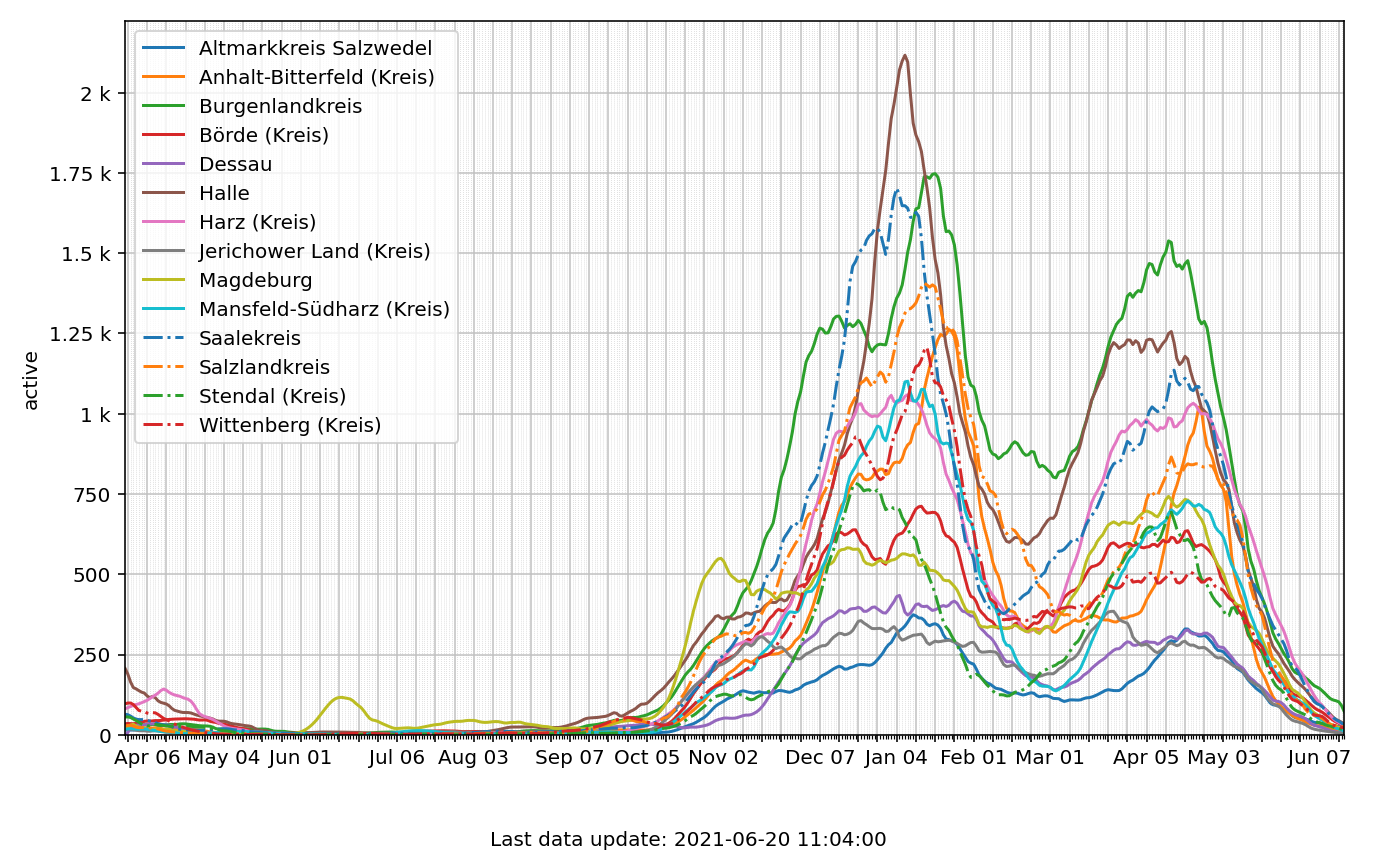 Altmarkkreis Salzwedel
Anhalt-Bitterfeld (Kreis)
Burgenlandkreis
Börde (Kreis)
Dessau
Halle
Harz (Kreis)
Jerichower Land (Kreis)
Magdeburg
Mansfeld-Südharz (Kreis)
Saalekreis
Salzlandkreis
Stendal (Kreis)
Wittenberg (Kreis)
2 k
1.75 k
1.5 k
1.25 k
1 k
750
500
250
0
active
Apr 06 May 04 Jun 01 Jul 06 Aug 03 Sep 07 Oct 05 Nov 02 Dec 07 Jan 04 Feb 01 Mar 01 Apr 05 May 03 Jun 07
Last data update: 2021-06-20 11:04:00